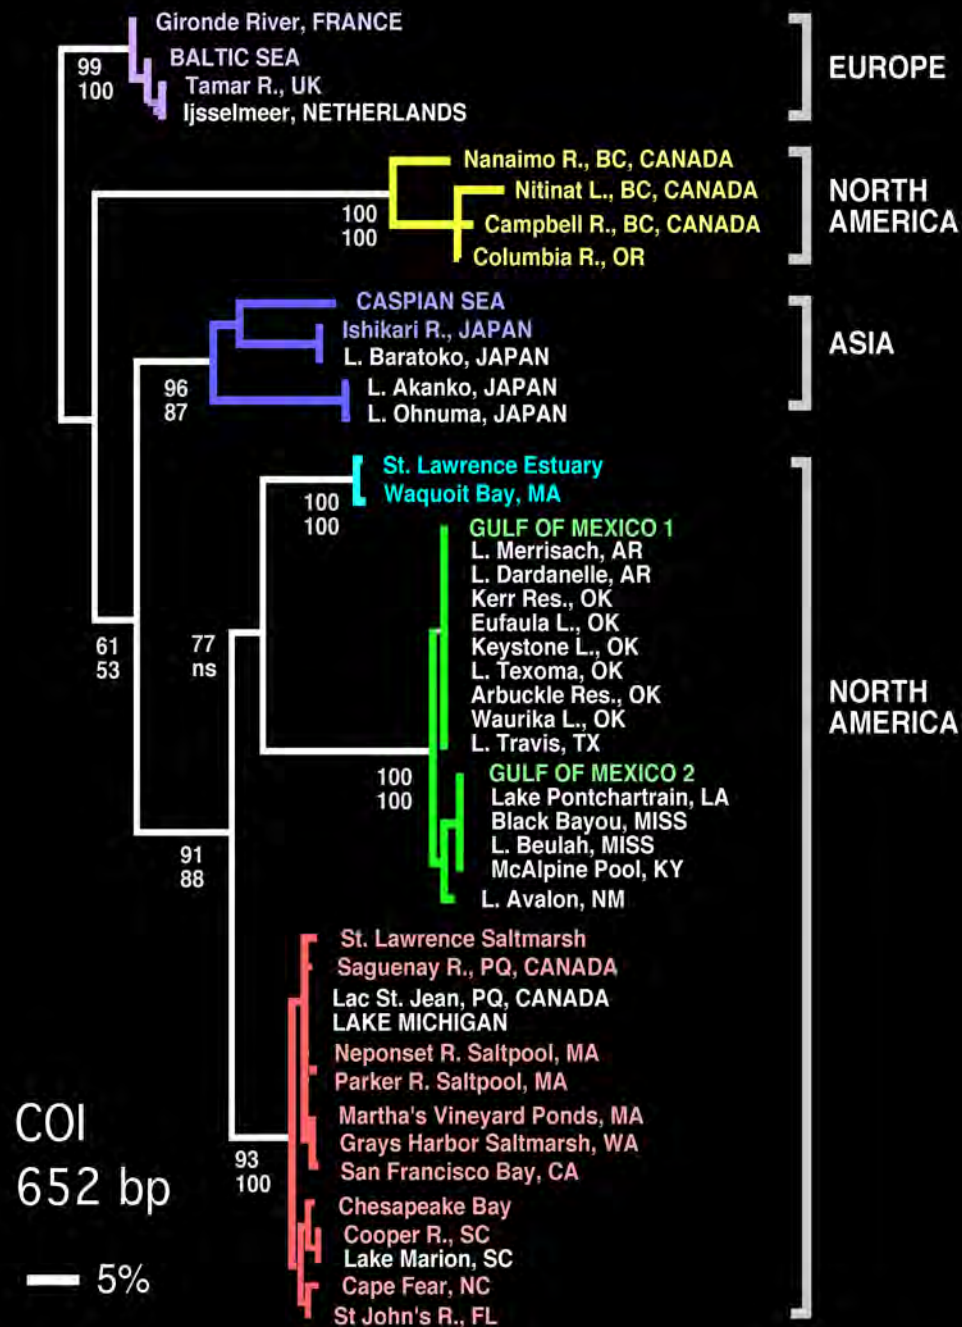 Gironde River, FRANCE
BALTIC SEA
Tamar R., UK
Ijsselmeer, NETHERLANDS
99
100
EUROPE
Nanaimo R., BC, CANADA
Nitinat L., BC, CANADA
Campbell R., BC, CANADA
Columbia R., OR
100
100
NORTH
AMERICA
CASPIAN SEA
Ishikari R., JAPAN
L. Baratoko, JAPAN
L. Akanko, JAPAN
L. Ohnuma, JAPAN
96
87
ASIA
St. Lawrence Estuary
Waquoit Bay, MA
100
100
GULF OF MEXICO 1
L. Merrisach, AR
L. Dardanelle, AR
Kerr Res., OK
Eufaula L., OK
Keystone L., OK
L. Texoma, OK
Arbuckle Res., OK
Waurika L., OK
L. Travis, TX
61
53
77
ns
NORTH
AMERICA
GULF OF MEXICO 2
Lake Pontchartrain, LA
Black Bayou, MISS
L. Beulah, MISS
McAlpine Pool, KY
L. Avalon, NM
100
100
91
88
St. Lawrence Saltmarsh
Saguenay R., PQ, CANADA
Lac St. Jean, PQ, CANADA
LAKE MICHIGAN
Neponset R. Saltpool, MA
Parker R. Saltpool, MA
Martha's Vineyard Ponds, MA
Grays Harbor Saltmarsh, WA
San Francisco Bay, CA
Chesapeake Bay
Cooper R., SC
Lake Marion, SC
Cape Fear, NC
St John's R., FL
93
100
COI
652 bp
5%